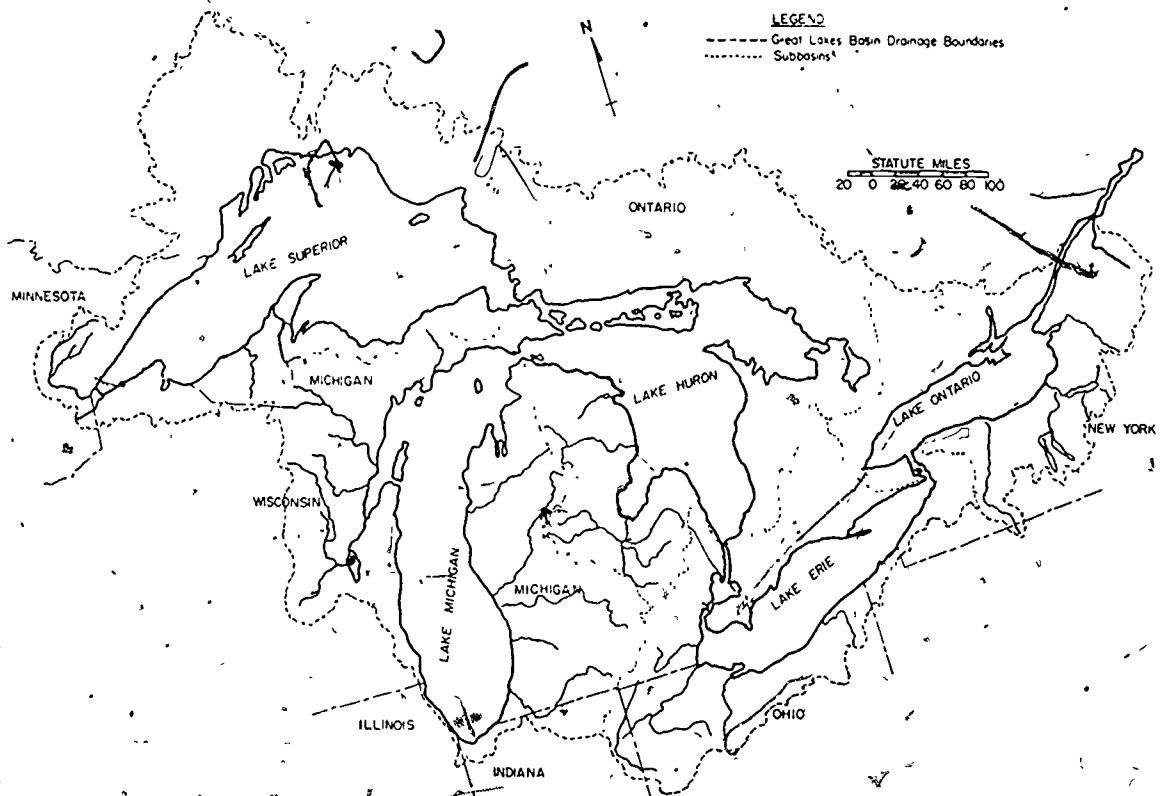 LEGEND
Great Lakes Basin Drainage Boundaries
Subbasins
N
STATUTE MILES
20 0 20 40 60 80 100
ONTARIO
LAKE SUPERIOR
MINNESOTA
MICHIGAN
LAKE HURON
LAKE ONTARIO
NEW YORK
WISCONSIN
LAKE MICHIGAN
MICHIGAN
LAKE ERIE
ILLINOIS
OHIO
INDIANA